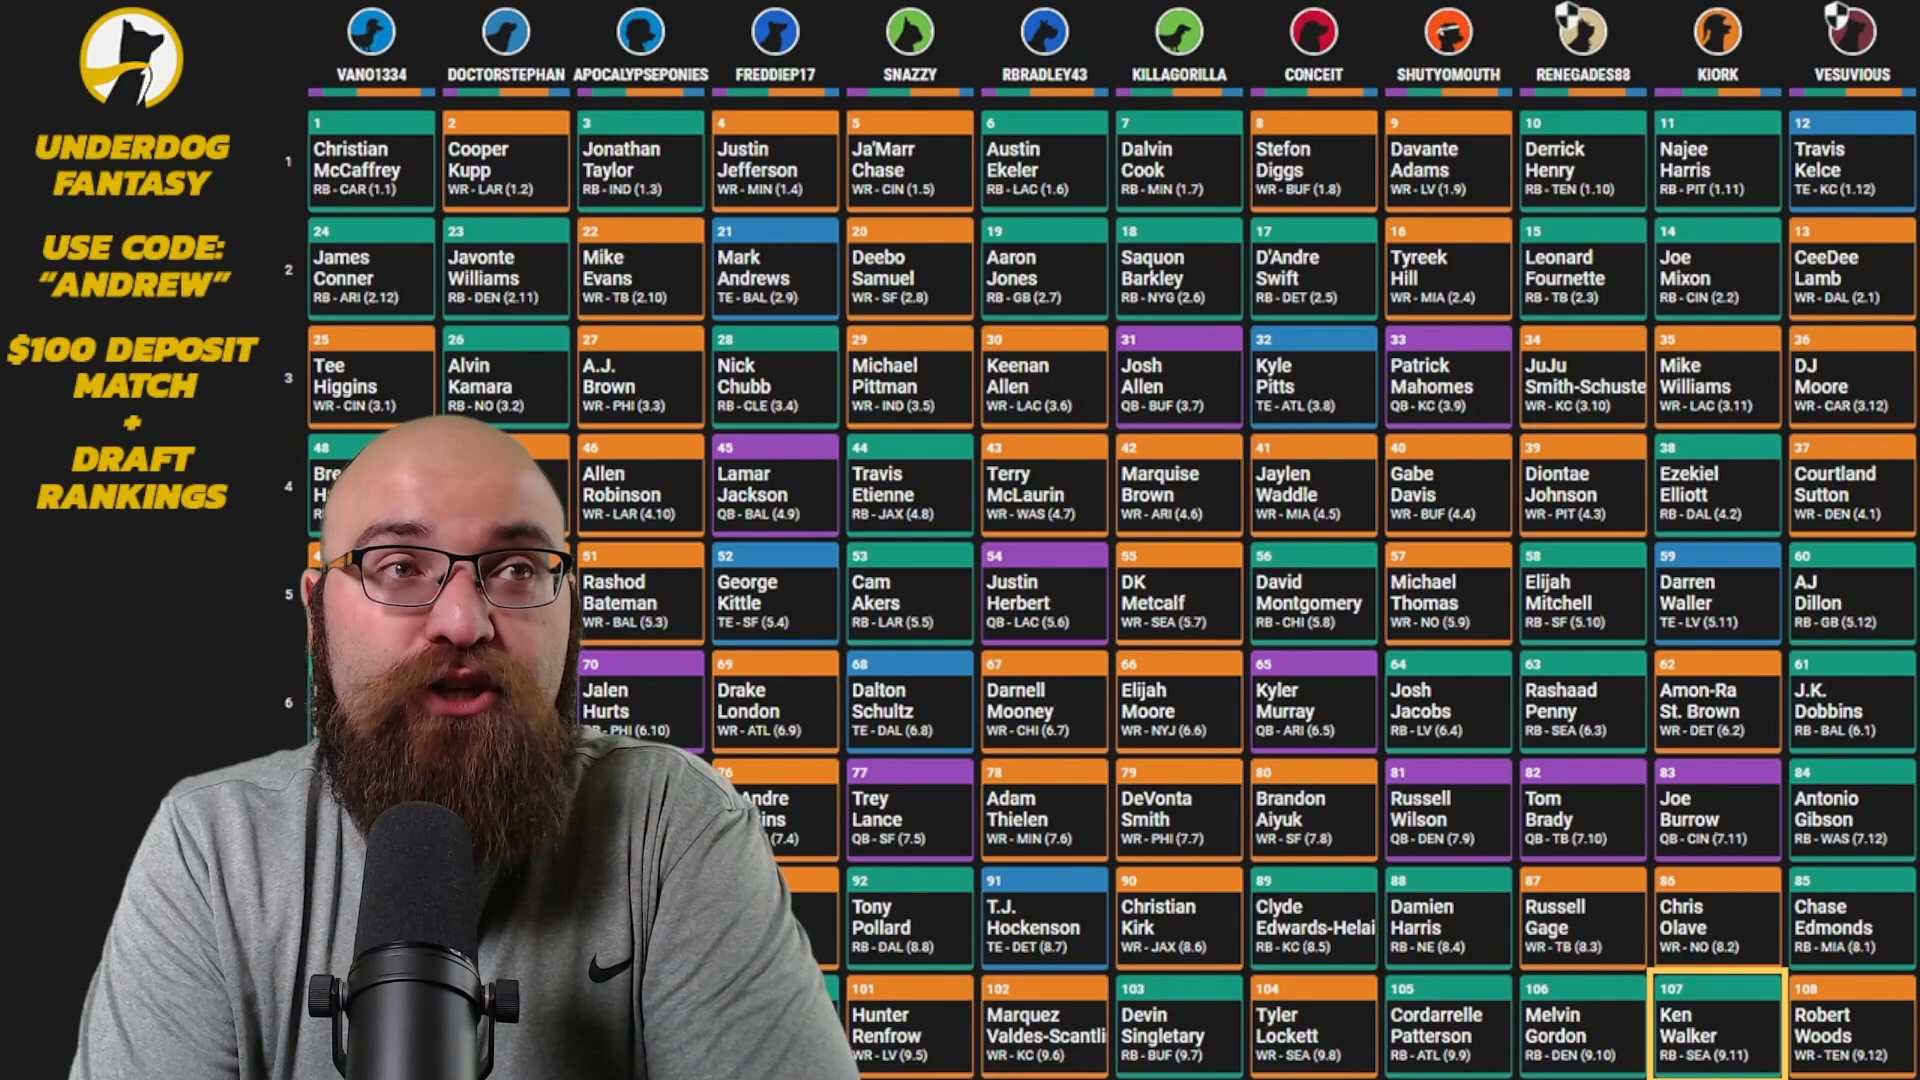 VANO1334 DOCTORSTEPHAN APOCALYPSEPONIES FREDDIEP17 SNAZZY RBRADLEY43 KILLAGORILLA CONCEIT SHUTYOMOUTH RENEGADES88 KIORK VESUVIOUS
UNDERDOG
FANTASY
USE CODE:
“ANDREW”
$100 DEPOSIT
MATCH
+
DRAFT
RANKINGS
1
1 2 3 4 5 6 7 8 9 10 11 12
Christian Cooper Jonathan Justin Ja'Marr Austin Dalvin Stefon Davante Derrick Najee Travis
McCaffrey Kupp Taylor Jefferson Chase Ekeler Cook Diggs Adams Henry Harris Kelce
RB - CAR (1.1) WR - LAR (1.2) RB - IND (1.3) WR - MIN (1.4) WR - CIN (1.5) RB - LAC (1.6) RB - MIN (1.7) WR - BUF (1.8) WR - LV (1.9) RB - TEN (1.10) RB - PIT (1.11) TE - KC (1.12)
2
24 23 22 21 20 19 18 17 16 15 14 13
James Javonte Mike Mark Deebo Aaron Saquon D'Andre Tyreek Leonard Joe CeeDee
Conner Williams Evans Andrews Samuel Jones Barkley Swift Hill Fournette Mixon Lamb
RB - ARI (2.12) RB - DEN (2.11) WR - TB (2.10) TE - BAL (2.9) WR - SF (2.8) RB - GB (2.7) RB - NYG (2.6) RB - DET (2.5) WR - MIA (2.4) RB - TB (2.3) RB - CIN (2.2) WR - DAL (2.1)
3
25 26 27 28 29 30 31 32 33 34 35 36
Tee Alvin A.J. Nick Michael Keenan Josh Kyle Patrick JuJu Mike DJ
Higgins Kamara Brown Chubb Pittman Allen Allen Pitts Mahomes Smith-Schuste Williams Moore
WR - CIN (3.1) RB - NO (3.2) WR - PHI (3.3) RB - CLE (3.4) WR - IND (3.5) WR - LAC (3.6) QB - BUF (3.7) TE - ATL (3.8) QB - KC (3.9) WR - KC (3.10) WR - LAC (3.11) WR - CAR (3.12)
4
48 46 45 44 43 42 41 40 39 38 37
Bre Allen Lamar Travis Terry Marquise Jaylen Gabe Diontae Ezekiel Courtland
Robinson Jackson Etienne McLaurin Brown Waddle Davis Johnson Elliott Sutton
WR - LAR (4.10) QB - BAL (4.9) RB - JAX (4.8) WR - WAS (4.7) WR - ARI (4.6) WR - MIA (4.5) WR - BUF (4.4) WR - PIT (4.3) RB - DAL (4.2) WR - DEN (4.1)
5
51 52 53 54 55 56 57 58 59 60
Rashod George Cam Justin DK David Michael Elijah Darren AJ
Bateman Kittle Akers Herbert Metcalf Montgomery Thomas Mitchell Waller Dillon
WR - BAL (5.3) TE - SF (5.4) RB - LAR (5.5) QB - LAC (5.6) WR - SEA (5.7) RB - CHI (5.8) WR - NO (5.9) RB - SF (5.10) TE - LV (5.11) RB - GB (5.12)
6
70 69 68 67 66 65 64 63 62 61
Jalen Drake Dalton Darnell Elijah Kyler Josh Rashaad Amon-Ra J.K.
Hurts London Schultz Mooney Moore Murray Jacobs Penny St. Brown Dobbins
PHI (6.10) WR - ATL (6.9) TE - DAL (6.8) WR - CHI (6.7) WR - NYJ (6.6) QB - ARI (6.5) RB - LV (6.4) RB - SEA (6.3) WR - DET (6.2) RB - BAL (6.1)
76 77 78 79 80 81 82 83 84
Andre Trey Adam DeVonta Brandon Russell Tom Joe Antonio
ins Lance Thielen Smith Aiyuk Wilson Brady Burrow Gibson
(7.4) QB - SF (7.5) WR - MIN (7.6) WR - PHI (7.7) WR - SF (7.8) QB - DEN (7.9) QB - TB (7.10) QB - CIN (7.11) RB - WAS (7.12)
92 91 90 89 88 87 86 85
Tony T.J. Christian Clyde Damien Russell Chris Chase
Pollard Hockenson Kirk Edwards-Helai Harris Gage Olave Edmonds
RB - DAL (8.8) TE - DET (8.7) WR - JAX (8.6) RB - KC (8.5) RB - NE (8.4) WR - TB (8.3) WR - NO (8.2) RB - MIA (8.1)
101 102 103 104 105 106 107 108
Hunter Marquez Devin Tyler Cordarrelle Melvin Ken Robert
Renfrow Valdes-Scantli Singletary Lockett Patterson Gordon Walker Woods
WR - LV (9.5) WR - KC (9.6) RB - BUF (9.7) WR - SEA (9.8) RB - ATL (9.9) RB - DEN (9.10) RB - SEA (9.11) WR - TEN (9.12)